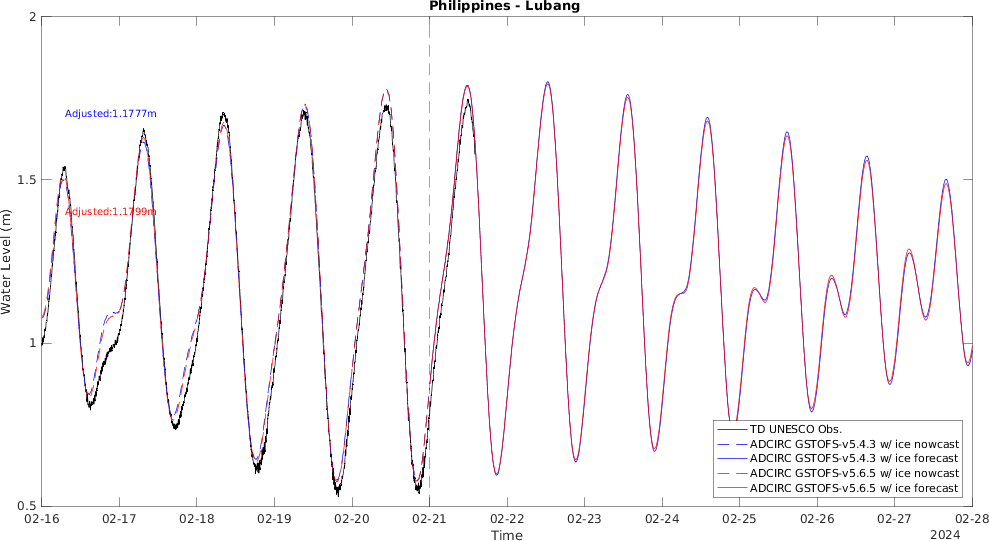 Philippines - Lubang
2
1.5
1
0.5
Water Level (m)
Adjusted:1.1777m
Adjusted:1.1799m
TD UNESCO Obs.
ADCIRC GSTOFS-v5.4.3 w/ ice nowcast
ADCIRC GSTOFS-v5.4.3 w/ ice forecast
ADCIRC GSTOFS-v5.6.5 w/ ice nowcast
ADCIRC GSTOFS-v5.6.5 w/ ice forecast
02-16 02-17 02-18 02-19 02-20 02-21 02-22 02-23 02-24 02-25 02-26 02-27 02-28
Time
2024